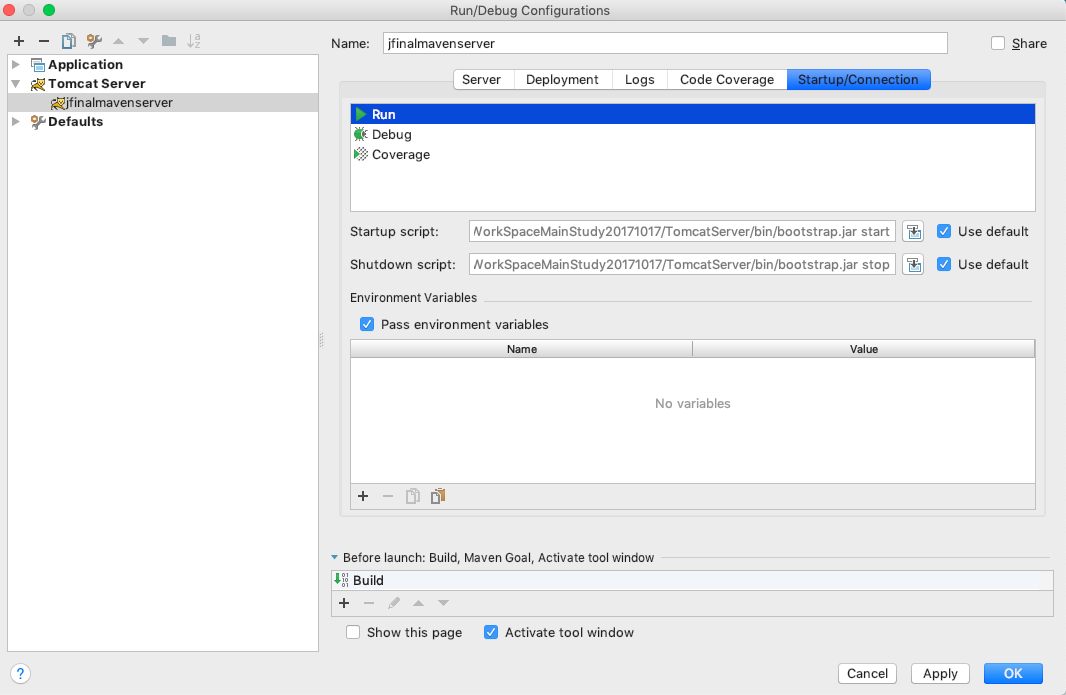 Run/Debug Configurations
Name: jfinalmavenserver Share
Application
Tomcat Server
jfinalmavenserver
Defaults
Server Deployment Logs Code Coverage Startup/Connection
Run
Debug
Coverage
Startup script: WorkSpaceMainStudy20171017/TomcatServer/bin/bootstrap.jar start Use default
Shutdown script: WorkSpaceMainStudy20171017/TomcatServer/bin/bootstrap.jar stop Use default
Environment Variables
Pass environment variables
Name Value
No variables
Before launch: Build, Maven Goal, Activate tool window
Build
Show this page Activate tool window
? Cancel Apply OK